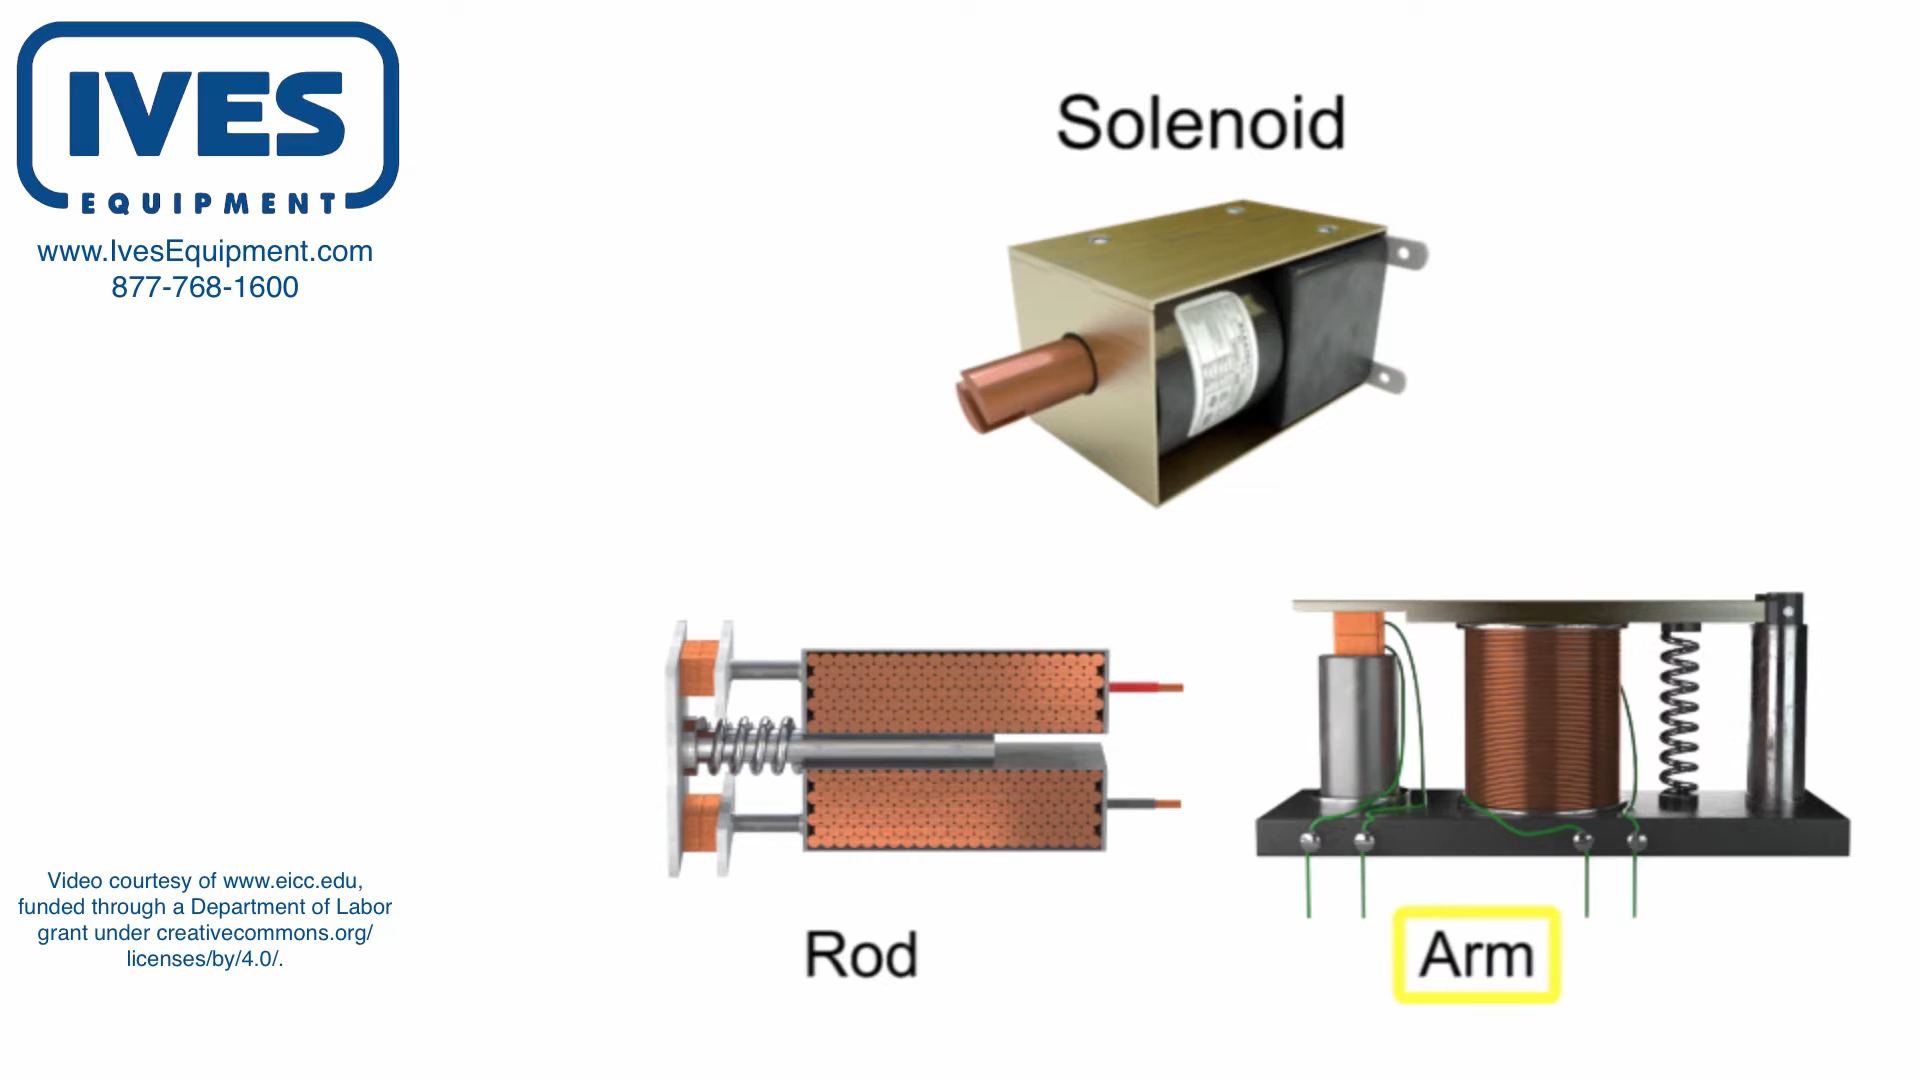 IVES
EQUIPMENT
www.IvesEquipment.com
877-768-1600
Solenoid
Rod
Arm
Video courtesy of www.eicc.edu,
funded through a Department of Labor
grant under creativecommons.org/
licenses/by/4.0/.